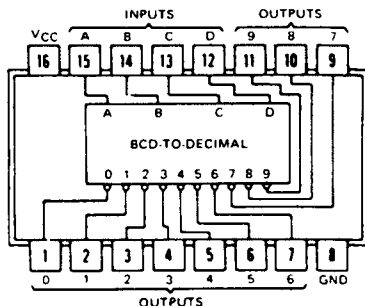 INPUTS OUTPUTS
VCC A B C D 9 8 7
16 15 14 13 12 11 10 9
A B C D
BCD-TO-DECIMAL
0 1 2 3 4 5 6 7 8 9
1 2 3 4 5 6 7 8
0 1 2 3 4 5 6 GND
OUTPUTS